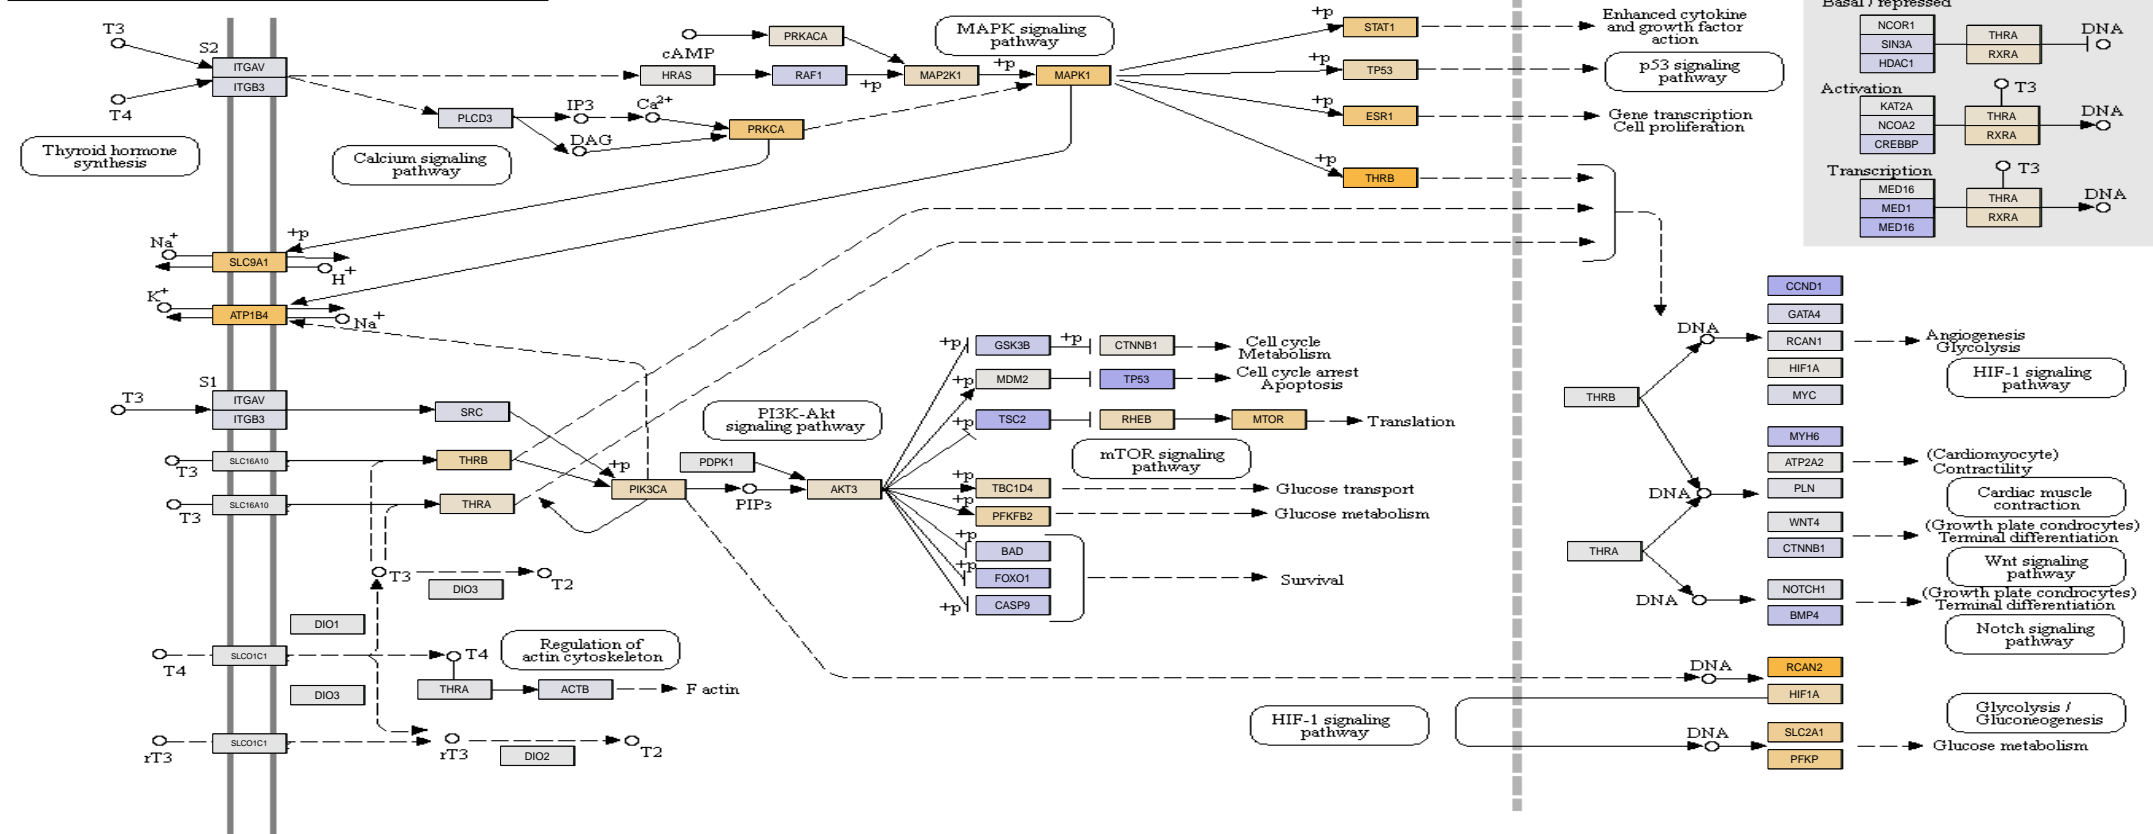 T3
S2
ITGAV
ITGB3
T4
Thyroid hormone
synthesis
cAMP
PRKACA
MAPK signaling
pathway
HRAS
RAF1
+p
MAP2K1
+p
MAPK1
PLCD3
IP3
Ca2+
DAG
PRKCA
Calcium signaling
pathway
+p
STAT1
Enhanced cytokine
and growth factor
action
+p
TP53
p53 signaling
pathway
+p
ESR1
Gene transcription
Cell proliferation
+p
THRB
Basal / repressed
NCOR1
SIN3A
HDAC1
THRA
RXRA
DNA
Activation
KAT2A
NCOA2
CREBBP
T3
THRA
RXRA
DNA
Transcription
MED16
MED1
MED16
T3
THRA
RXRA
DNA
Na+
+p
SLC9A1
H+
K+
ATP1B4
Na+
S1
T3
ITGAV
ITGB3
SRC
T3
SLC16A10
THRB
T3
SLC16A10
THRA
+p
PIK3CA
PI3K-Akt
signaling pathway
PDPK1
PIP3
AKT3
+p
GSK3B
+p
CTNNB1
Cell cycle
Metabolism
+p
MDM2
TP53
Cell cycle arrest
Apoptosis
+p
TSC2
RHEB
MTOR
Translation
mTOR signaling
pathway
+p
TBC1D4
Glucose transport
+p
PFKFB2
Glucose metabolism
+p
BAD
+p
FOXO1
Survival
+p
CASP9
T3
DIO3
T2
DIO1
T4
SLCO1C1
T4
Regulation of
actin cytoskeleton
DIO3
THRA
ACTB
F actin
rT3
SLCO1C1
rT3
DIO2
T2
THRB
THRA
DNA
CCND1
GATA4
RCAN1
HIF1A
MYC
Angiogenesis
Glycolysis
HIF-1 signaling
pathway
DNA
MYH6
ATP2A2
PLN
(Cardiomyocyte)
Contractility
Cardiac muscle
contraction
WNT4
CTNNB1
(Growth plate condrocytes)
Terminal differentiation
Wnt signaling
pathway
DNA
NOTCH1
BMP4
(Growth plate condrocytes)
Terminal differentiation
Notch signaling
pathway
DNA
RCAN2
HIF1A
HIF-1 signaling
pathway
Glycolysis /
Gluconeogenesis
DNA
SLC2A1
PFKP
Glucose metabolism